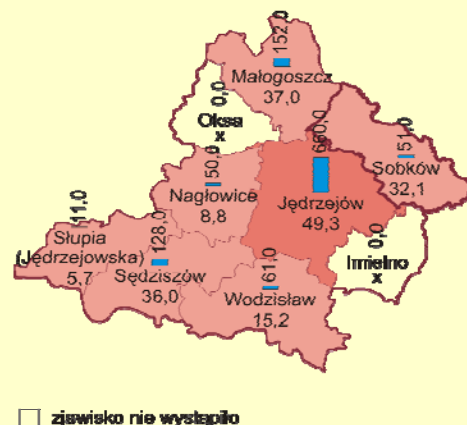 152,0
Małogoszcz
37,0
0,0
Oksa
x
660,0
Jędrzejów
49,3
51,0
Sobków
32,1
50,0
Nagłowice
8,8
0,0
Imielno
x
11,0
Słupia
(Jędrzejowska)
5,7
128,0
Sędziszów
36,0
61,0
Wodzisław
15,2
zjawisko nie wystąpiło